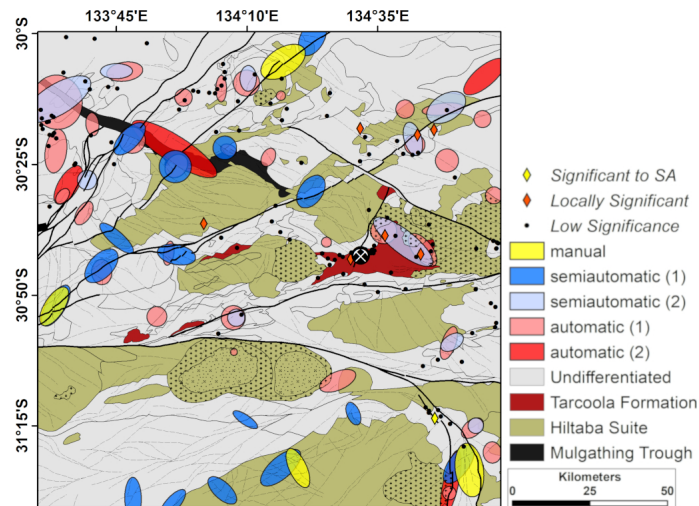 133°45'E 134°10'E 134°35'E
30°S
30°25'S
30°50'S
31°15'S
Significant to SA
Locally Significant
Low Significance
manual
semiautomatic (1)
semiautomatic (2)
automatic (1)
automatic (2)
Undifferentiated
Tarcoola Formation
Hiltaba Suite
Mulgathing Trough
Kilometers
0 25 50